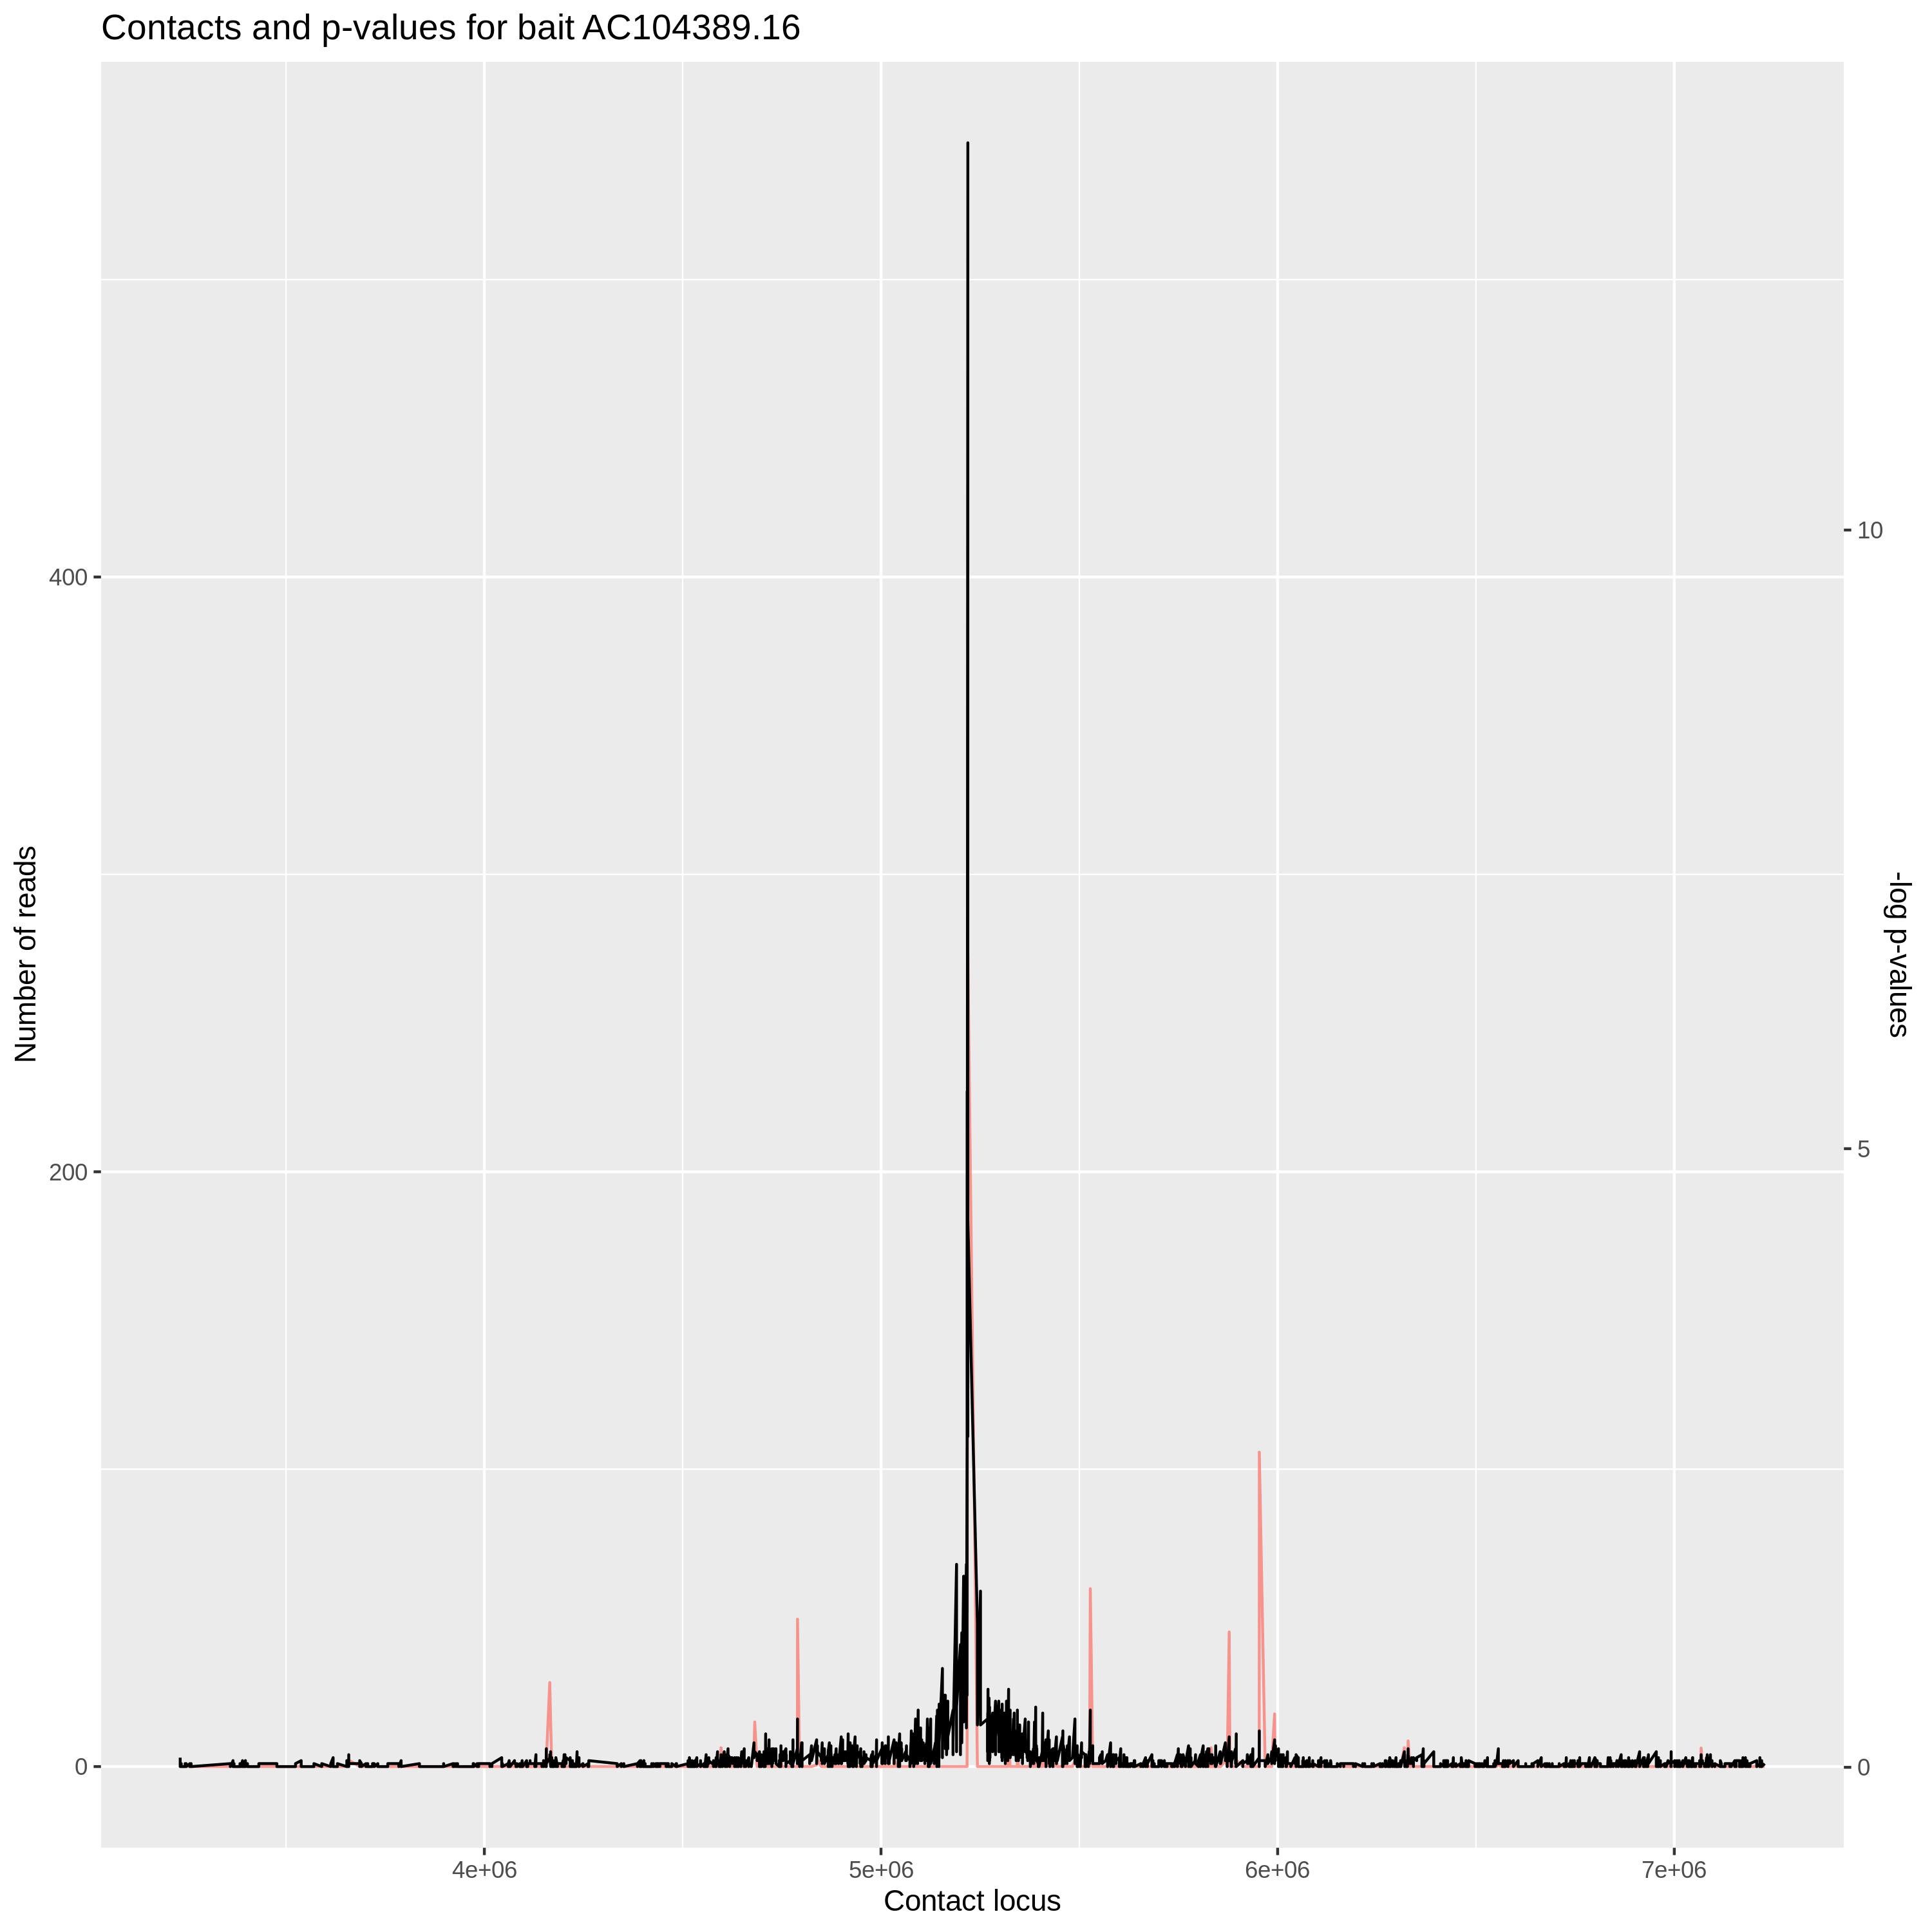 Contacts and p-values for bait AC104389.16
Number of reads
400
200
0
10
5
0
-log p-values
4e+06
5e+06
6e+06
7e+06
Contact locus